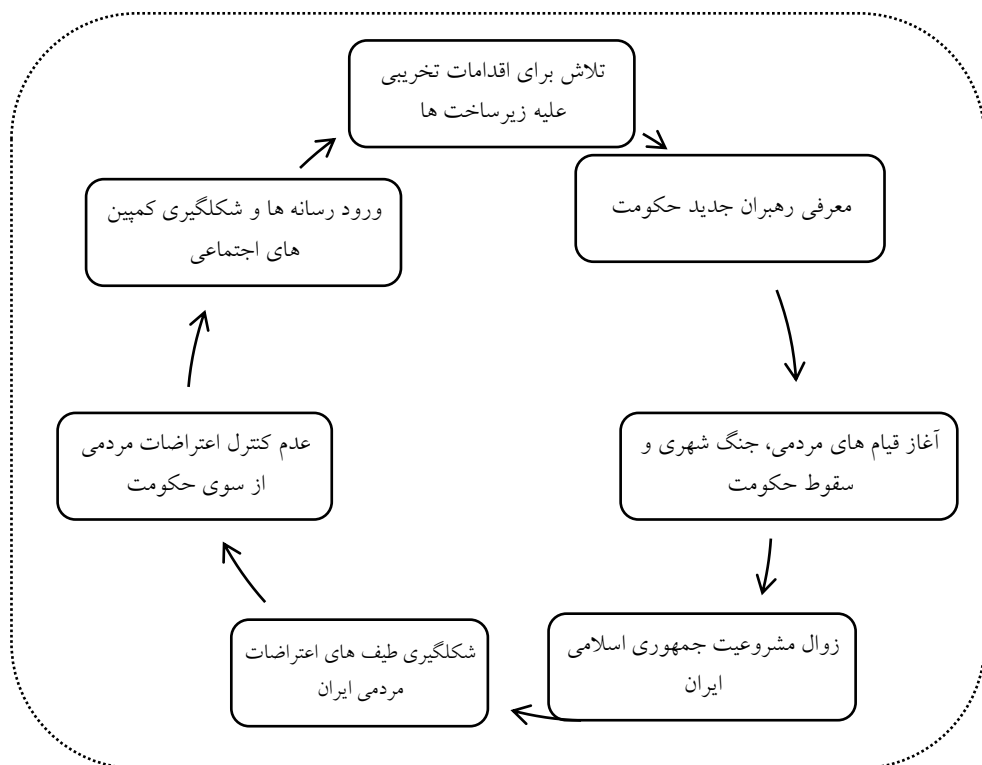 تلاش برای اقدامات تخریبی
علیه زیرساخت ها
معرفی رهبران جدید حکومت
ورود رسانه ها و شکلگیری کمپین
های اجتماعی
آغاز قیام های مردمی، جنگ شهری و
سقوط حکومت
عدم کنترل اعتراضات مردمی
از سوی حکومت
زوال مشروعیت جمهوری اسلامی
ایران
شکلگیری طیف های اعتراضات
مردمی ایران